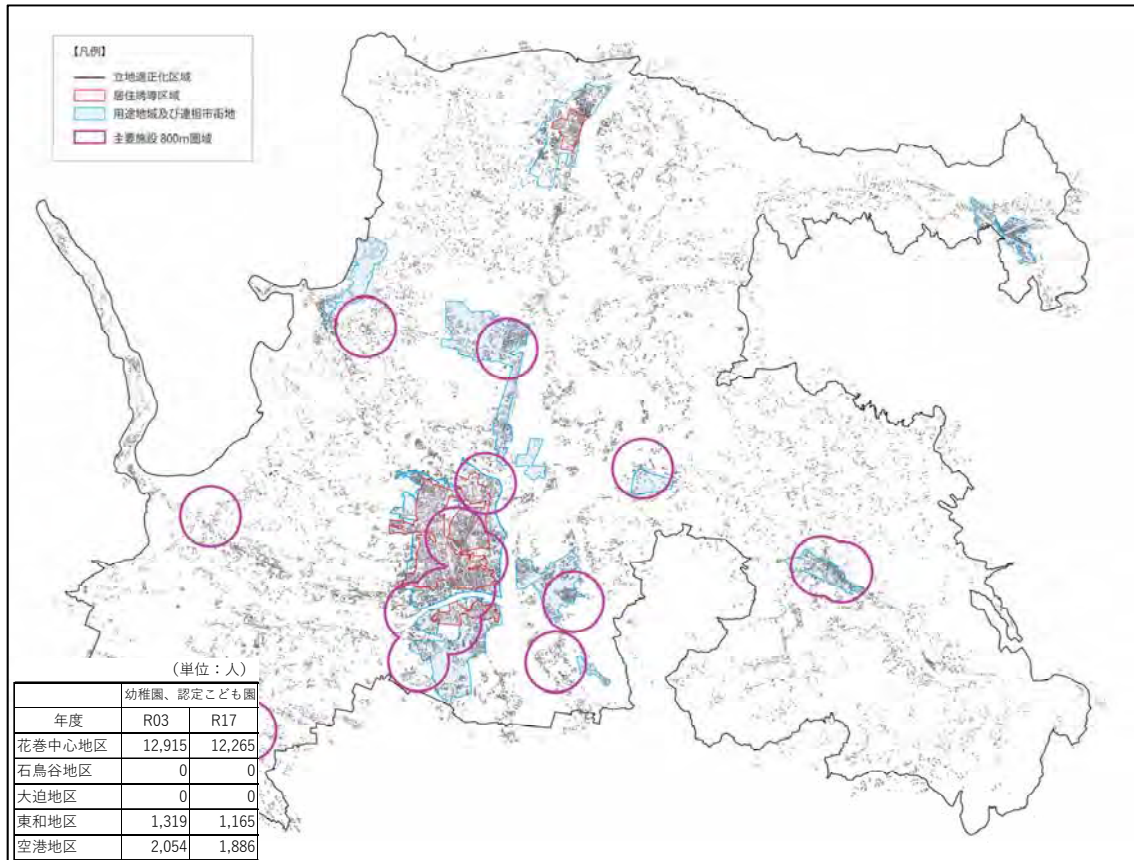 【凡例】
立地適正化区域
居住誘導区域
用途地域及び連担市街地
主要施設 800m圏域
（単位：人）
幼稚園、認定こども園
年度 R03 R17
花巻中心地区 12,915 12,265
石鳥谷地区 0 0
大迫地区 0 0
東和地区 1,319 1,165
空港地区 2,054 1,886